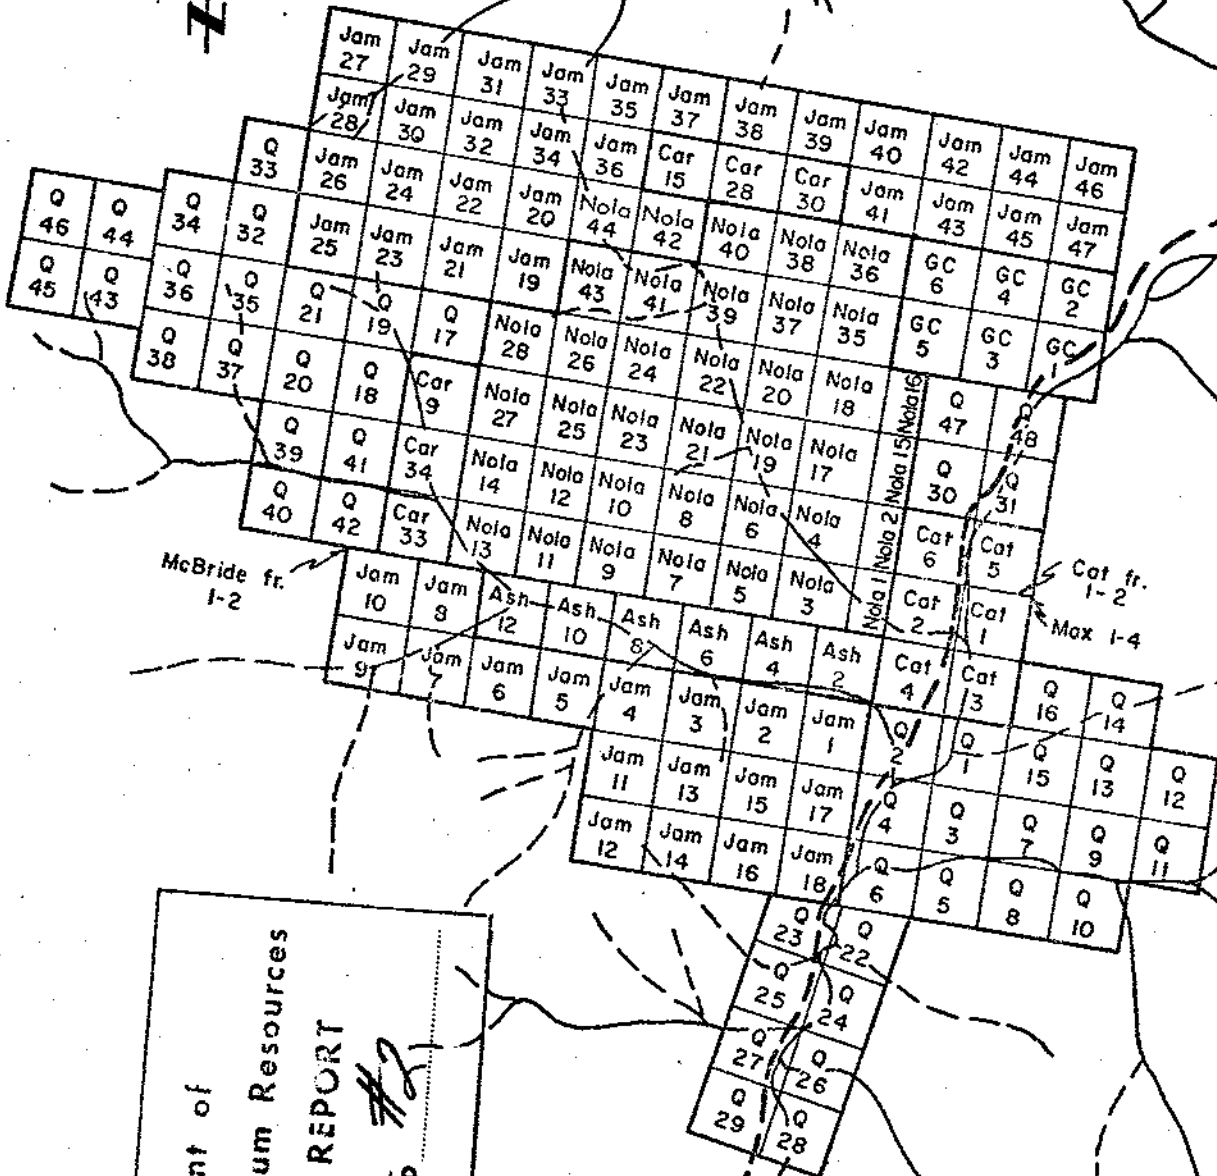 Z
Jam 27
Jam 29
Jam 31
Jam 33
Jam 35
Jam 37
Jam 38
Jam 39
Jam 40
Jam 42
Jam 44
Jam 46
Jam 28
Jam 30
Jam 32
Jam 34
Jam 36
Car 15
Car 28
Car 30
Jam 41
Jam 43
Jam 45
Jam 47
Q 33
Jam 26
Jam 24
Jam 22
Jam 20
Nola 44
Nola 42
Nola 40
Nola 38
Nola 36
GC 6
GC 4
GC 2
Q 46
Q 44
Q 34
Q 32
Jam 25
Jam 23
Jam 21
Jam 19
Nola 43
Nola 41
Nola 39
Nola 37
Nola 35
GC 5
GC 3
GC 1
Q 45
Q 43
Q 36
Q 35
Q 21
Q 19
Q 17
Nola 28
Nola 26
Nola 24
Nola 22
Nola 20
Nola 18
Nola 16
Q 47
Q 48
Q 38
Q 37
Q 20
Q 18
Car 9
Nola 27
Nola 25
Nola 23
Nola 21
Nola 19
Nola 17
Nola 15
Q 30
Q 31
Q 39
Q 41
Car 34
Nola 14
Nola 12
Nola 10
Nola 8
Nola 6
Nola 4
Nola 2
Cat 6
Cat 5
Q 40
Q 42
Car 33
Nola 13
Nola 11
Nola 9
Nola 7
Nola 5
Nola 3
Nola 1
Cat 2
Cat 1
McBride fr.
1-2
Cat fr.
1-2
Max 1-4
Jam 10
Jam 8
Ash 12
Ash 10
Ash 8
Ash 6
Ash 4
Ash 2
Cat 4
Cat 3
Q 16
Q 14
Jam 9
Jam 7
Jam 6
Jam 5
Jam 4
Jam 3
Jam 2
Jam 1
Q 2
Q 1
Q 15
Q 13
Q 12
Jam 11
Jam 13
Jam 15
Jam 17
Q 4
Q 3
Q 7
Q 9
Q 11
Jam 12
Jam 14
Jam 16
Jam 18
Q 6
Q 5
Q 8
Q 10
Q 23
Q 22
Q 25
Q 24
Q 27
Q 26
Q 29
Q 28
nt of
um Resources
REPORT
#2